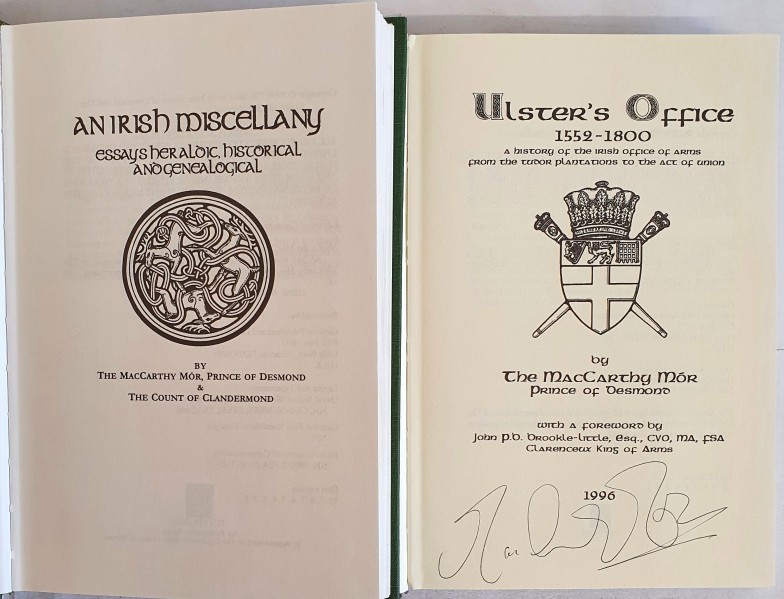 AN IRISH MISCELLANY
ESSAYS HERALDIC, HISTORICAL
AND GENEALOGICAL
BY
THE MACCARTHY MÓR, PRINCE OF DESMOND
&
THE COUNT OF CLANDERMOND
Ulster's Office
1552-1800
a history of the irish office of arms
from the tudor plantations to the act of union
by
The MacCarthy Mór
Prince of Desmond
with a foreword by
John P.B. Brookle-Little, Esq., CVO, MA, FSA
Clarenceux King of Arms
1996